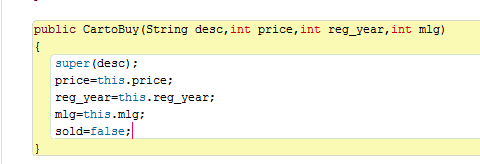 public CartoBuy(String desc,int price,int reg_year,int mlg)
{
super(desc);
price=this.price;
reg_year=this.reg_year;
mlg=this.mlg;
sold=false;
}